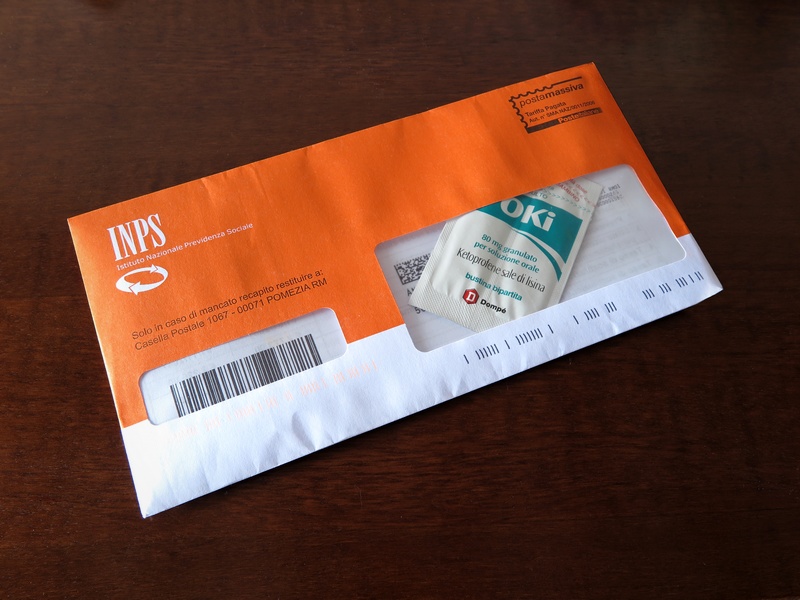 postamassiva
Tariffa Pagata
Posteitaliane
INPS
Istituto Nazionale Previdenza Sociale
Solo in caso di mancato recapito restituire a:
Casella Postale 1067 - 00071 POMEZIA RM
OKi
80 mg granulato
per soluzione orale
Ketoprofene sale di lisina
bustina bipartita
D Dompé